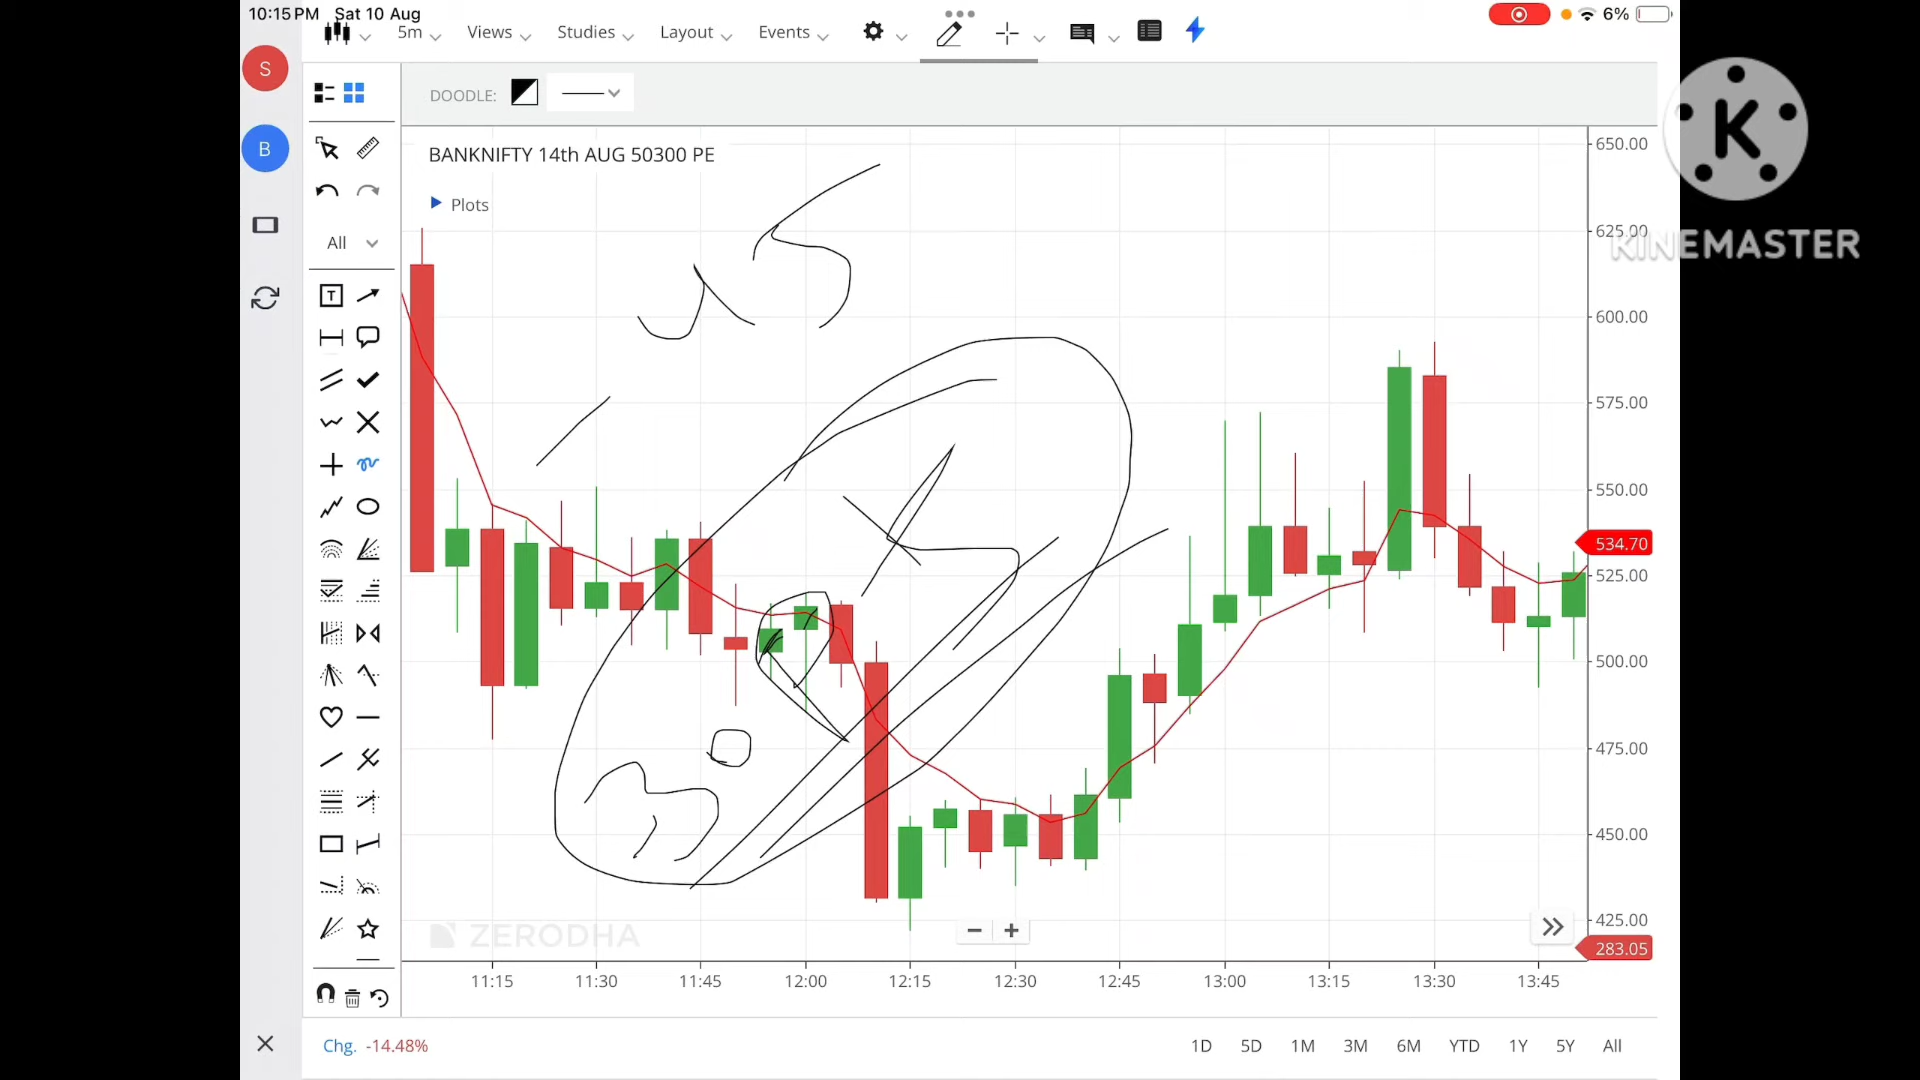 10:15 PM Sat 10 Aug
6%
S
5m Views Studies Layout Events
K
KINEMASTER
DOODLE:
B
BANKNIFTY 14th AUG 50300 PE
Plots
All
T
650.00
625.00
600.00
575.00
550.00
534.70
525.00
500.00
475.00
450.00
425.00
283.05
ZERODHA
11:15 11:30 11:45 12:00 12:15 12:30 12:45 13:00 13:15 13:30 13:45
Chg. -14.48%
1D 5D 1M 3M 6M YTD 1Y 5Y All